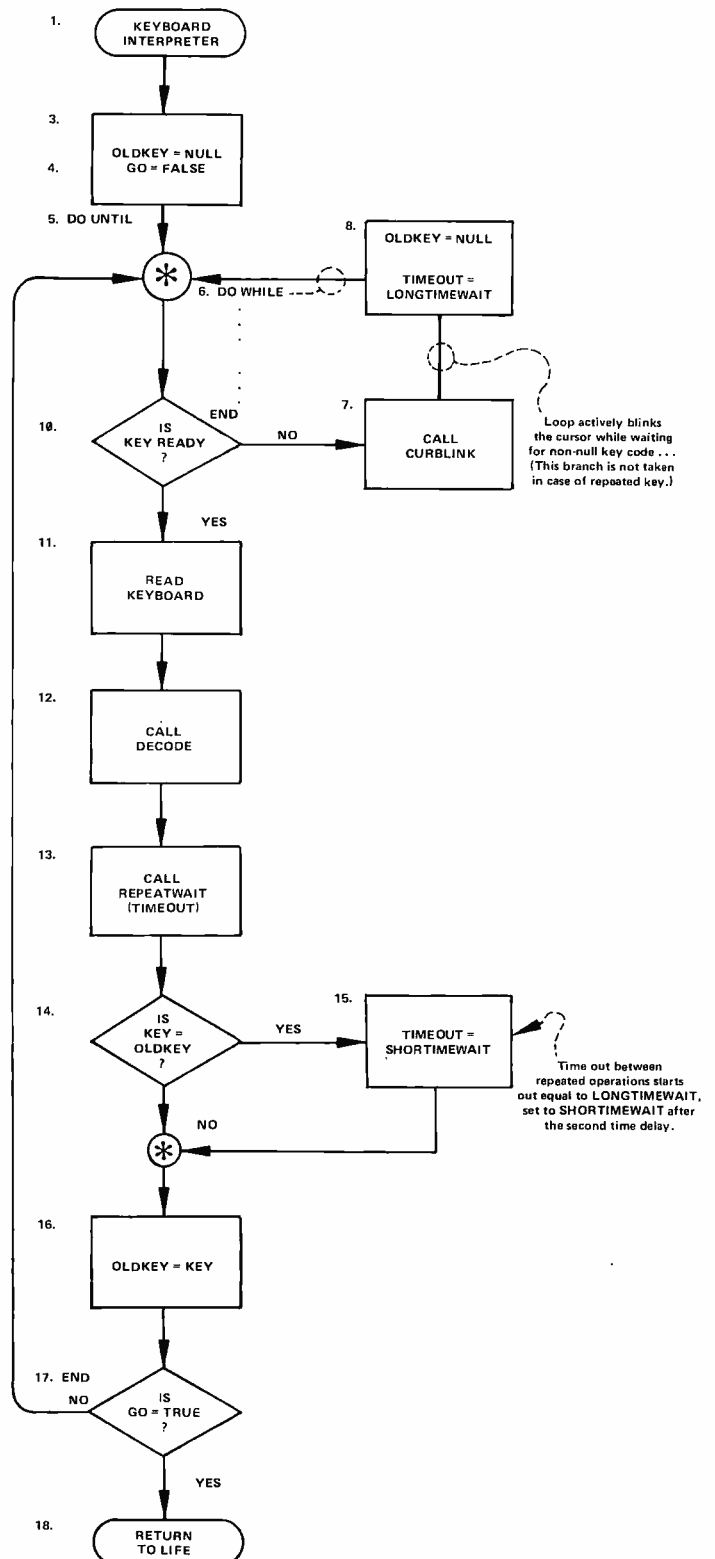 1.
KEYBOARD
INTERPRETER
3.
OLDKEY = NULL
4.
GO = FALSE
5. DO UNTIL
*
6. DO WHILE
8.
OLDKEY = NULL
TIMEOUT =
LONGTIMEWAIT
7.
CALL
CURBLINK
Loop actively blinks
the cursor while waiting
for non-null key code . . .
(This branch is not taken
in case of repeated key.)
10.
IS
KEY READY
?
END
NO
YES
11.
READ
KEYBOARD
12.
CALL
DECODE
13.
CALL
REPEATWAIT
(TIMEOUT)
14.
IS
KEY =
OLDKEY
?
YES
15.
TIMEOUT =
SHORTIMEWAIT
Time out between
repeated operations starts
out equal to LONGTIMEWAIT,
set to SHORTIMEWAIT after
the second time delay.
NO
*
16.
OLDKEY = KEY
17. END
NO
IS
GO = TRUE
?
YES
18.
RETURN
TO LIFE